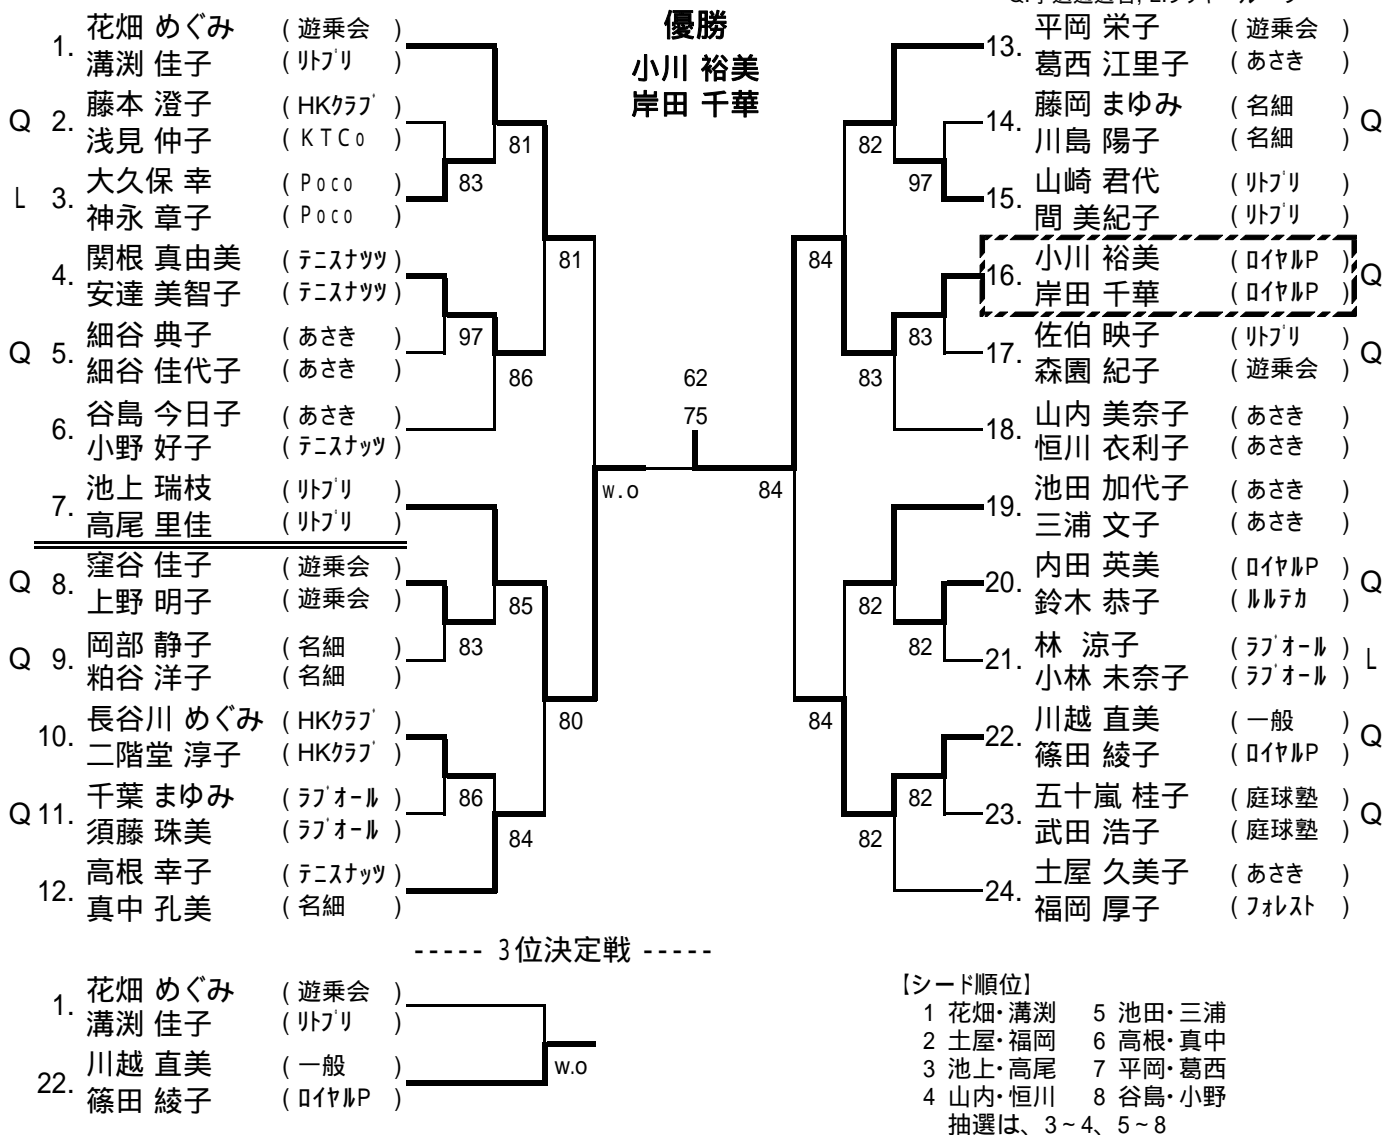 優勝
小川 裕美
岸田 千華
1. 花畑 めぐみ (遊乗会)
溝渕 佳子 (ﾘﾄﾌﾟﾘ)
Q 2. 藤本 澄子 (HKｸﾗﾌﾞ)
浅見 仲子 (KTCo)
L 3. 大久保 幸 (Poco)
神永 章子 (Poco)
4. 関根 真由美 (ﾃﾆｽﾅｯﾂ)
安達 美智子 (ﾃﾆｽﾅｯﾂ)
Q 5. 細谷 典子 (あさき)
細谷 佳代子 (あさき)
6. 谷島 今日子 (あさき)
小野 好子 (ﾃﾆｽﾅｯﾂ)
7. 池上 瑞枝 (ﾘﾄﾌﾟﾘ)
高尾 里佳 (ﾘﾄﾌﾟﾘ)
Q 8. 窪谷 佳子 (遊乗会)
上野 明子 (遊乗会)
Q 9. 岡部 静子 (名細)
粕谷 洋子 (名細)
10. 長谷川 めぐみ (HKｸﾗﾌﾞ)
二階堂 淳子 (HKｸﾗﾌﾞ)
Q 11. 千葉 まゆみ (ﾗﾌﾞｵｰﾙ)
須藤 珠美 (ﾗﾌﾞｵｰﾙ)
12. 高根 幸子 (ﾃﾆｽﾅｯﾂ)
真中 孔美 (名細)
83
97
83
86
81
86
85
84
81
80
w.o
62
75
84
84
84
82
83
82
82
97
83
82
82
13. 平岡 栄子 (遊乗会)
葛西 江里子 (あさき)
14. 藤岡 まゆみ (名細) Q
川島 陽子 (名細)
15. 山崎 君代 (ﾘﾄﾌﾟﾘ)
間 美紀子 (ﾘﾄﾌﾟﾘ)
16. 小川 裕美 (ﾛｲﾔﾙP) Q
岸田 千華 (ﾛｲﾔﾙP)
17. 佐伯 映子 (ﾘﾄﾌﾟﾘ) Q
森園 紀子 (遊乗会)
18. 山内 美奈子 (あさき)
恒川 衣利子 (あさき)
19. 池田 加代子 (あさき)
三浦 文子 (あさき)
20. 内田 英美 (ﾛｲﾔﾙP) Q
鈴木 恭子 (ﾙﾙﾃｶ)
21. 林 涼子 (ﾗﾌﾞｵｰﾙ) L
小林 未奈子 (ﾗﾌﾞｵｰﾙ)
22. 川越 直美 (一般) Q
篠田 綾子 (ﾛｲﾔﾙP)
23. 五十嵐 桂子 (庭球塾) Q
武田 浩子 (庭球塾)
24. 土屋 久美子 (あさき)
福岡 厚子 (ﾌｫﾚｽﾄ)
----- 3位決定戦 -----
1. 花畑 めぐみ (遊乗会)
溝渕 佳子 (ﾘﾄﾌﾟﾘ)
22. 川越 直美 (一般)
篠田 綾子 (ﾛｲﾔﾙP)
w.o
【シード順位】
1 花畑･溝渕 5 池田･三浦
2 土屋･福岡 6 高根･真中
3 池上･高尾 7 平岡･葛西
4 山内･恒川 8 谷島･小野
抽選は、3~4、5~8